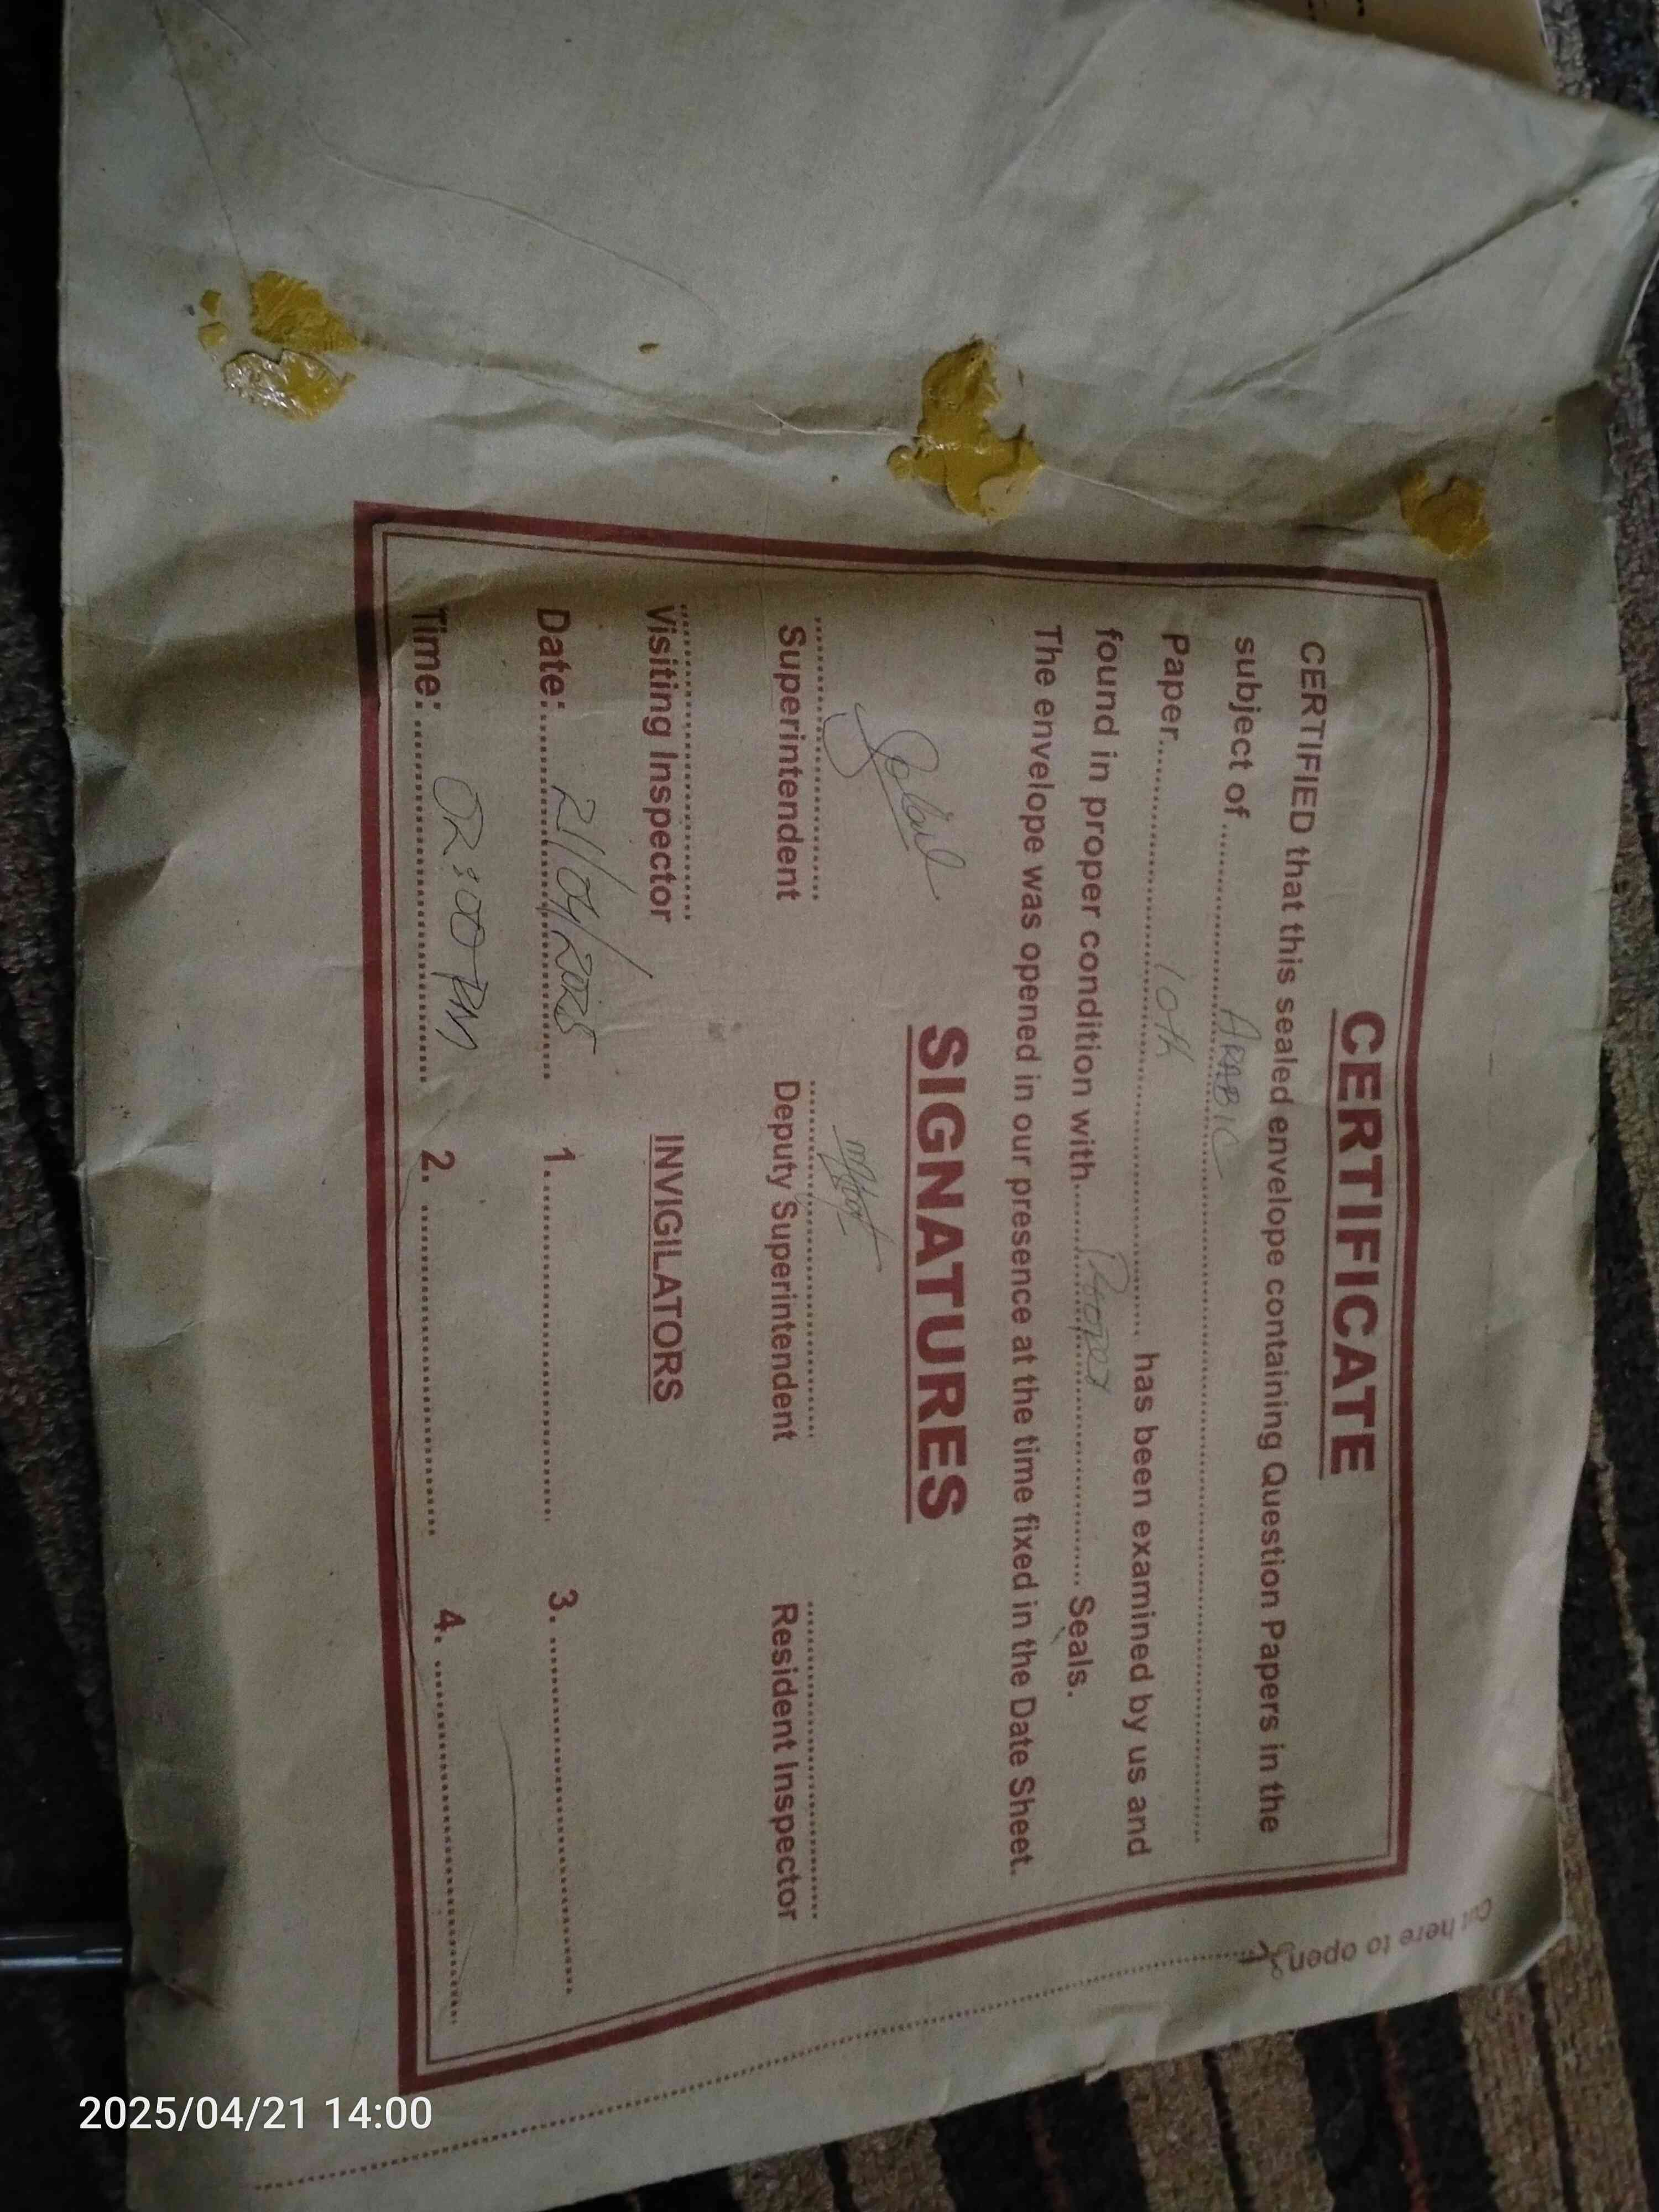 CERTIFICATE
CERTIFIED that this sealed envelope containing Question Papers in the
subject of ARABIC
Paper 10th has been examined by us and
found in proper condition with Proper Seals.
The envelope was opened in our presence at the time fixed in the Date Sheet.
SIGNATURES
Superintendent Deputy Superintendent Resident Inspector
Visiting Inspector INVIGILATORS
Date: 21/04/2025 1. 3.
Time: 02:00 PM 2. 4.
Cut here to open
2025/04/21 14:00